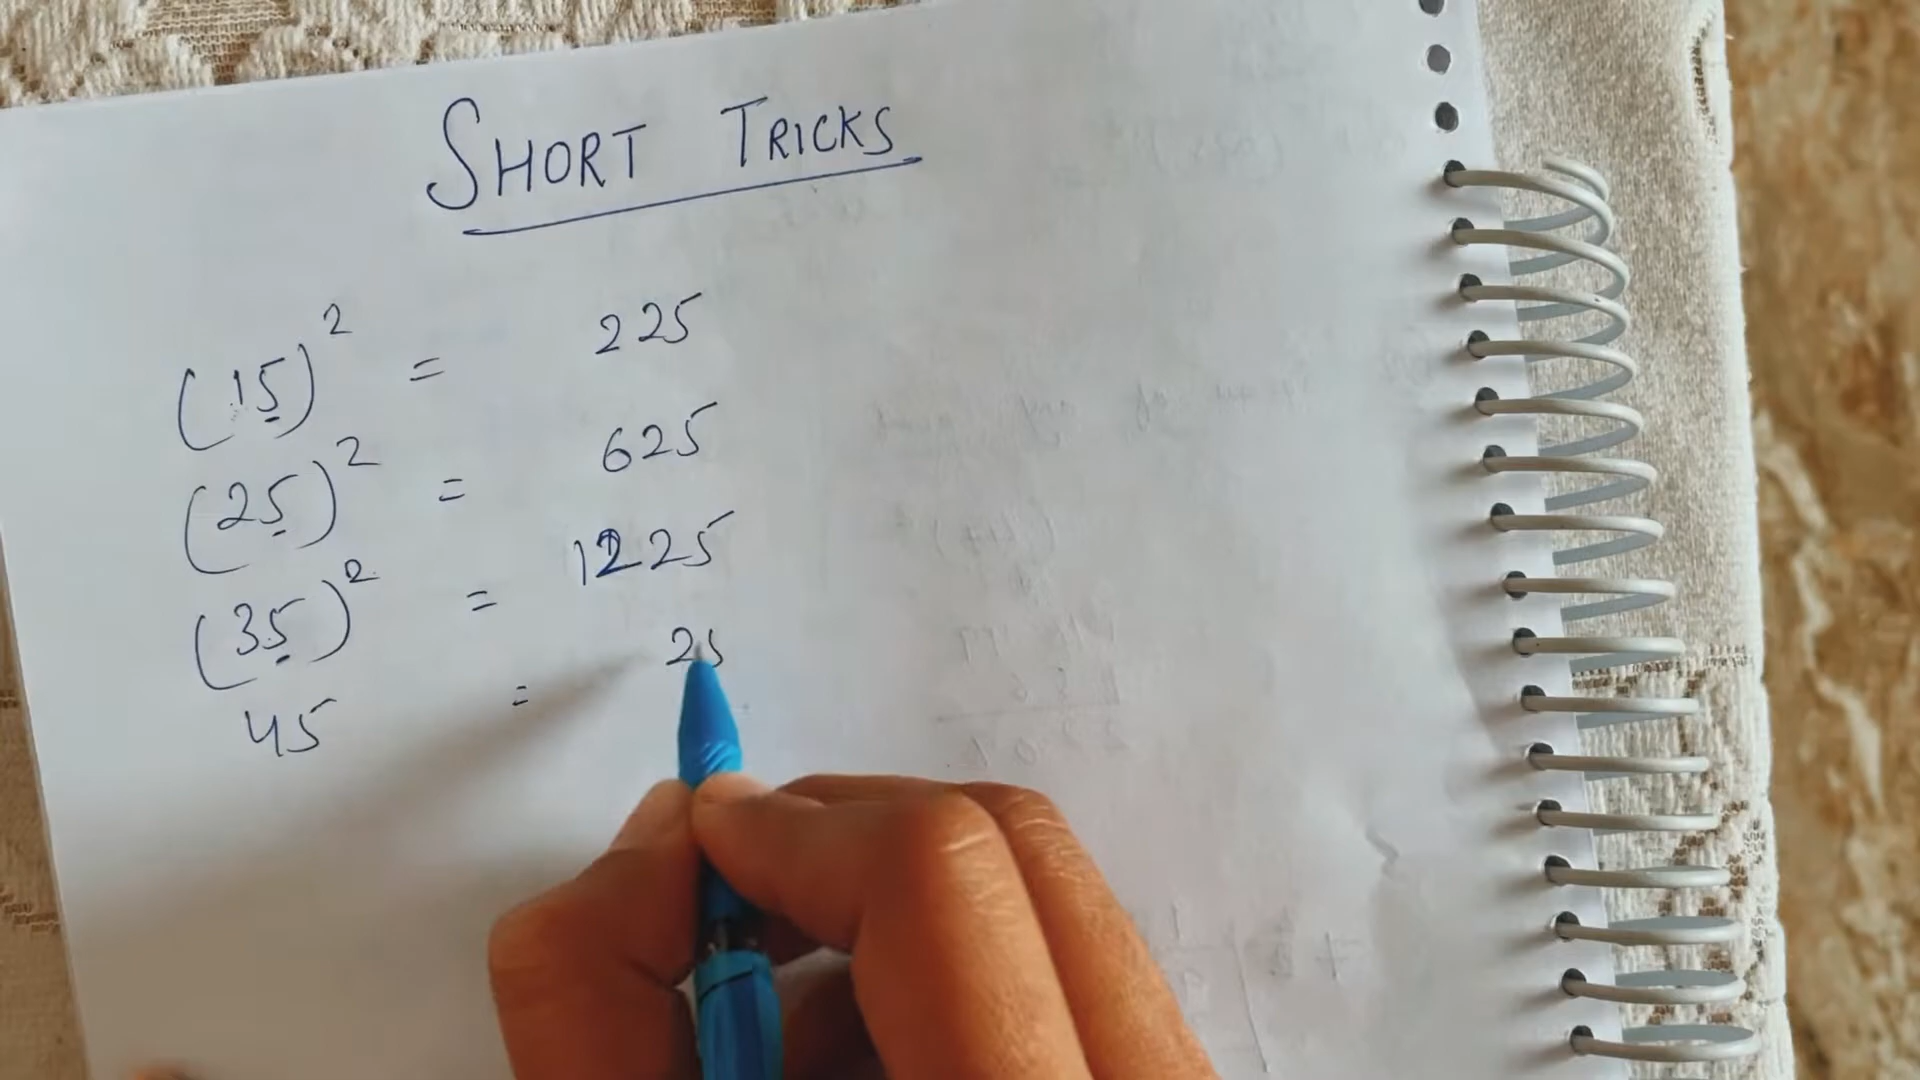 SHORT TRICKS
(15)² = 225
(25)² = 625
(35)² = 1225
45 = 25